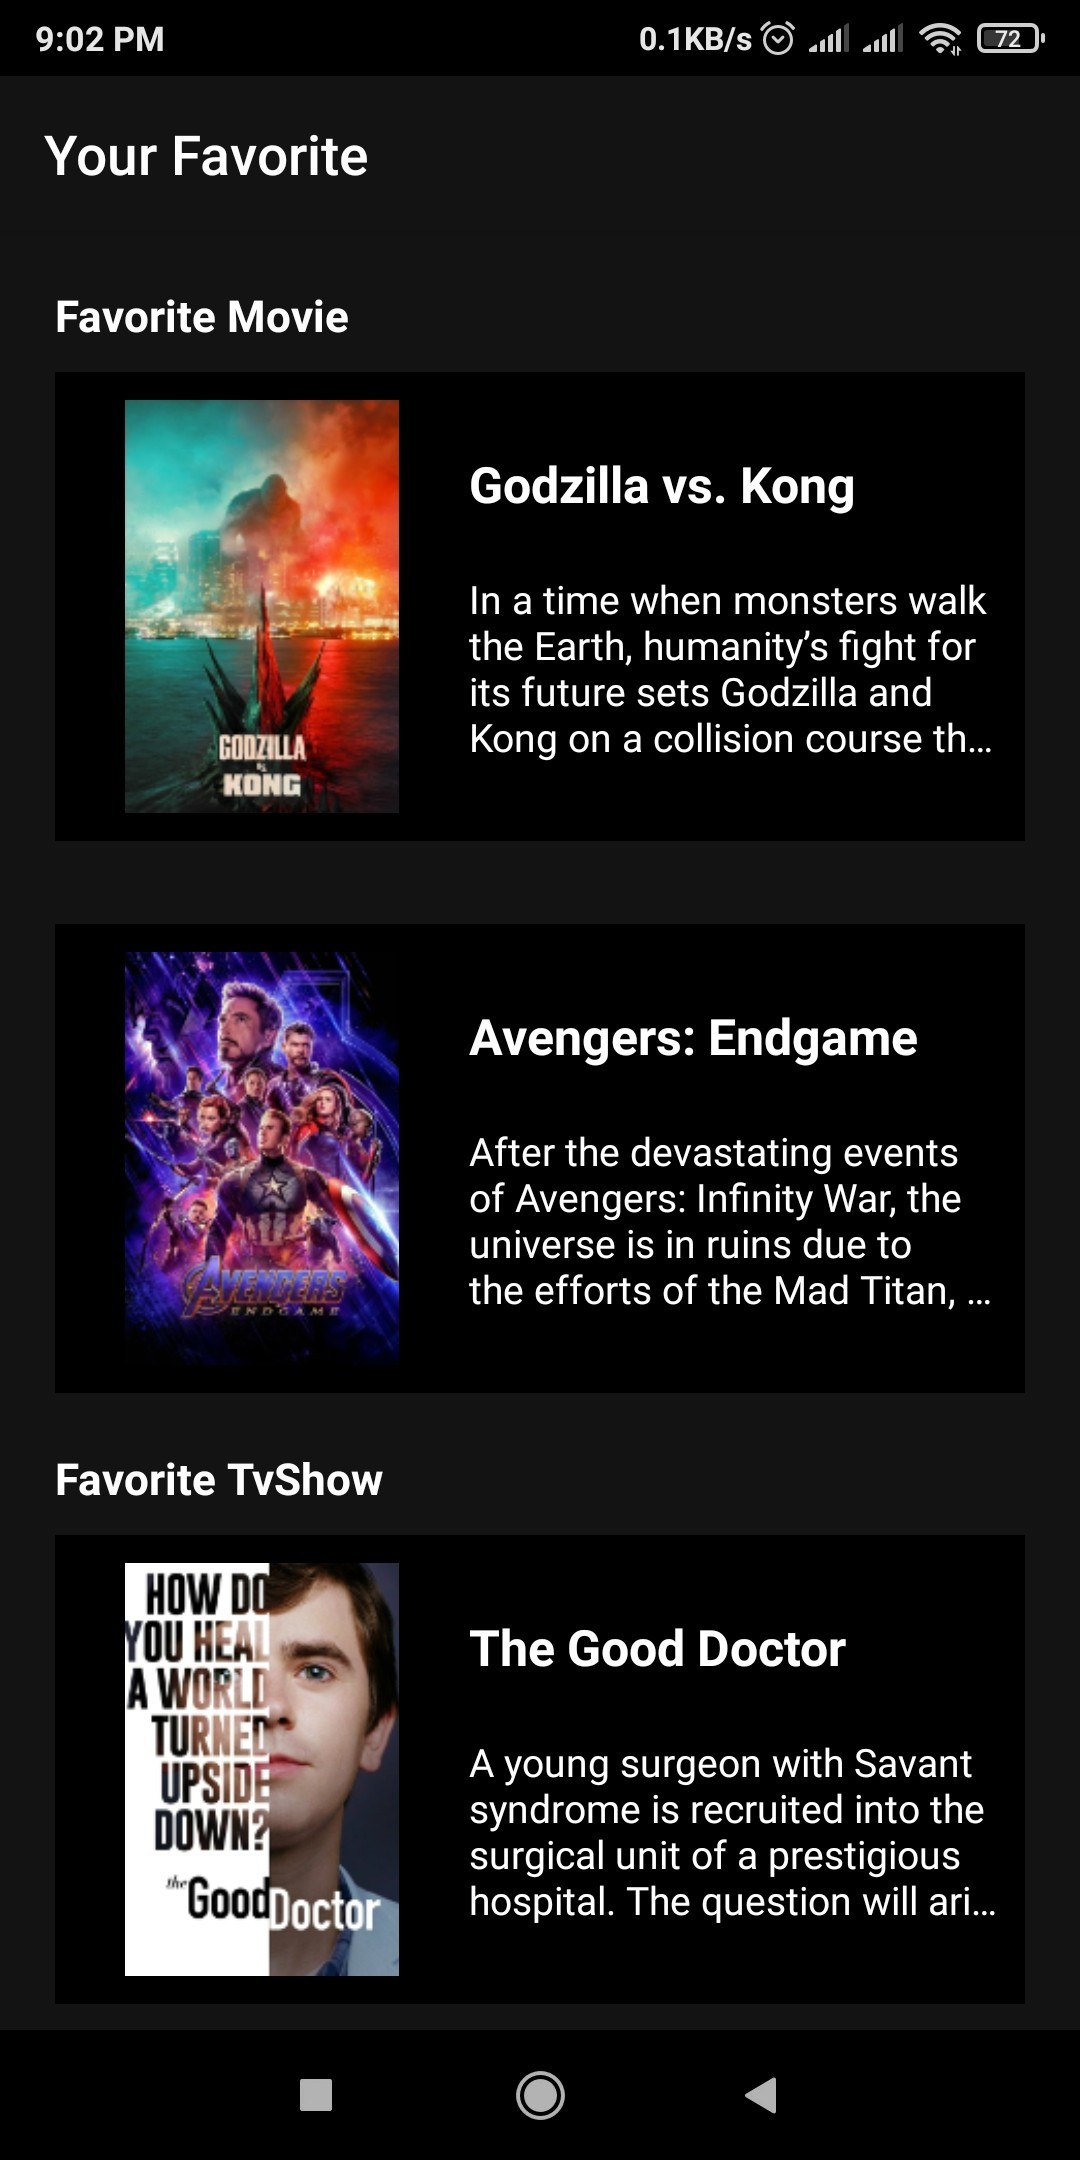 9:02 PM
0.1KB/s
72
Your Favorite
Favorite Movie
GODZILLA
VS.
KONG
Godzilla vs. Kong
In a time when monsters walk
the Earth, humanity’s fight for
its future sets Godzilla and
Kong on a collision course th…
AVENGERS
ENDGAME
Avengers: Endgame
After the devastating events
of Avengers: Infinity War, the
universe is in ruins due to
the efforts of the Mad Titan, …
Favorite TvShow
HOW DO
YOU HEAL
A WORLD
TURNED
UPSIDE
DOWN?
the Good Doctor
The Good Doctor
A young surgeon with Savant
syndrome is recruited into the
surgical unit of a prestigious
hospital. The question will ari…